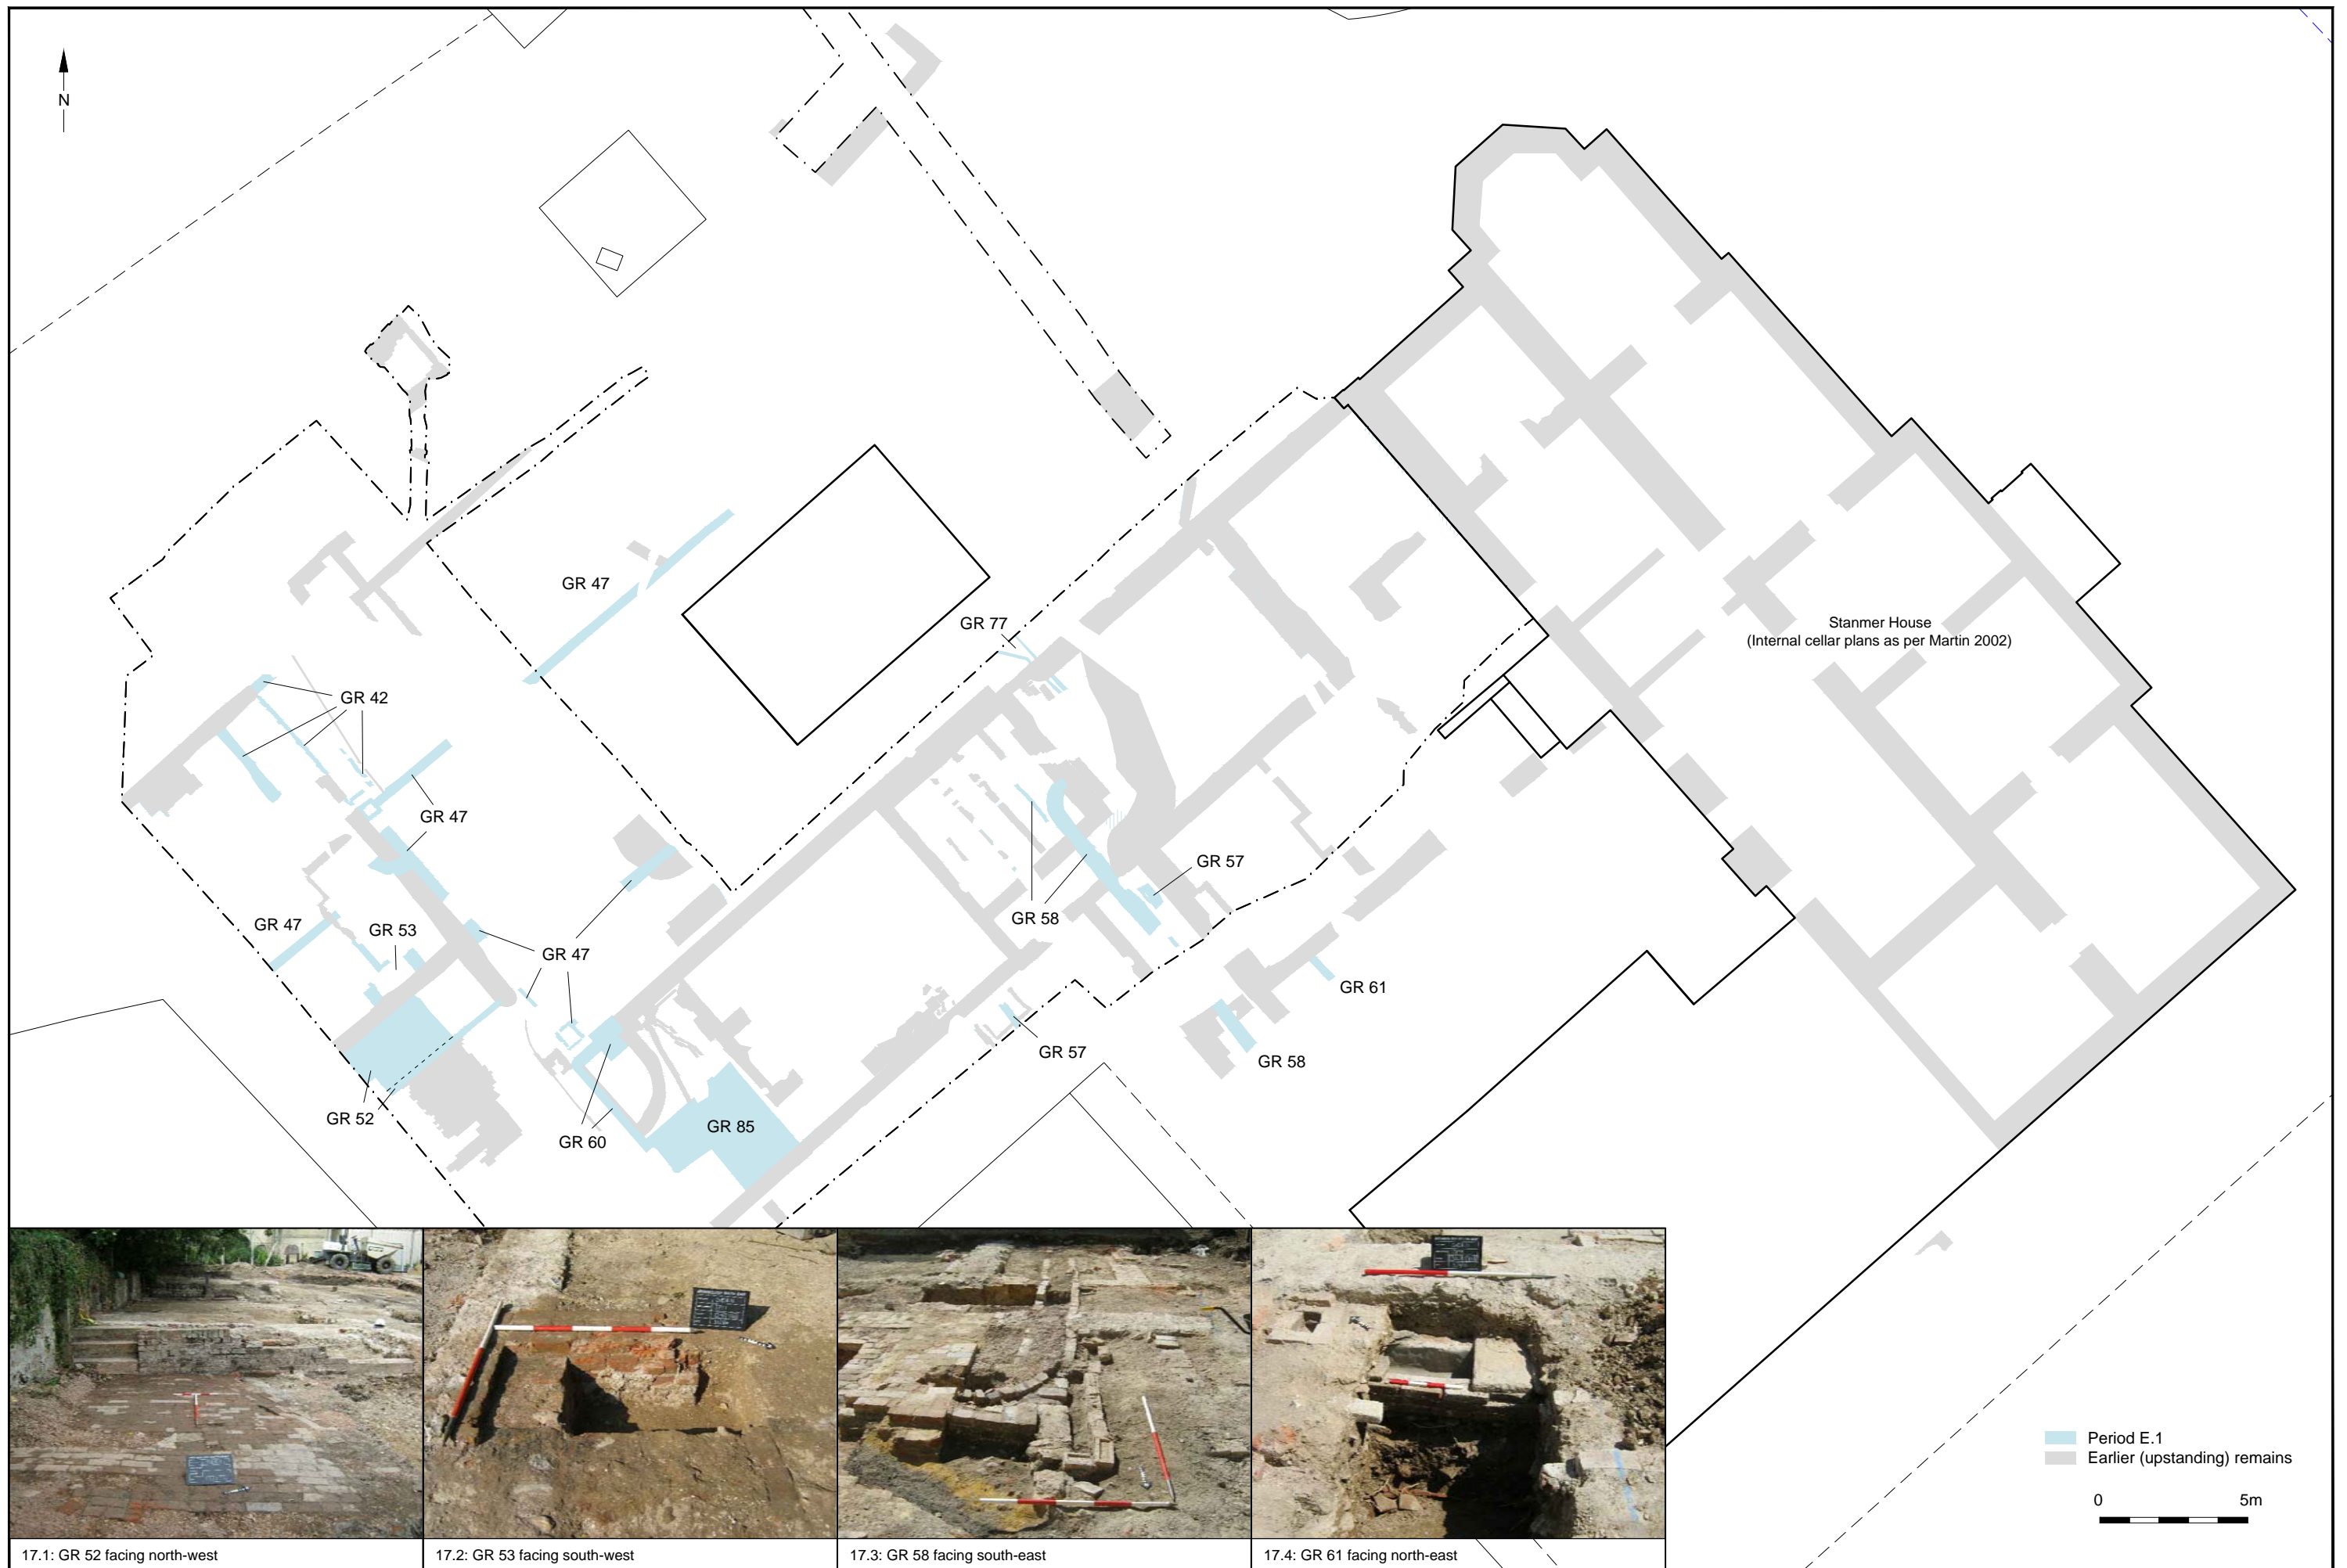 N
GR 47
GR 77
Stanmer House
(Internal cellar plans as per Martin 2002)
GR 42
GR 47
GR 57
GR 58
GR 47
GR 53
GR 47
GR 61
GR 57
GR 58
GR 52
GR 60
GR 85
Period E.1
Earlier (upstanding) remains
0 5m
17.1: GR 52 facing north-west
17.2: GR 53 facing south-west
17.3: GR 58 facing south-east
17.4: GR 61 facing north-east